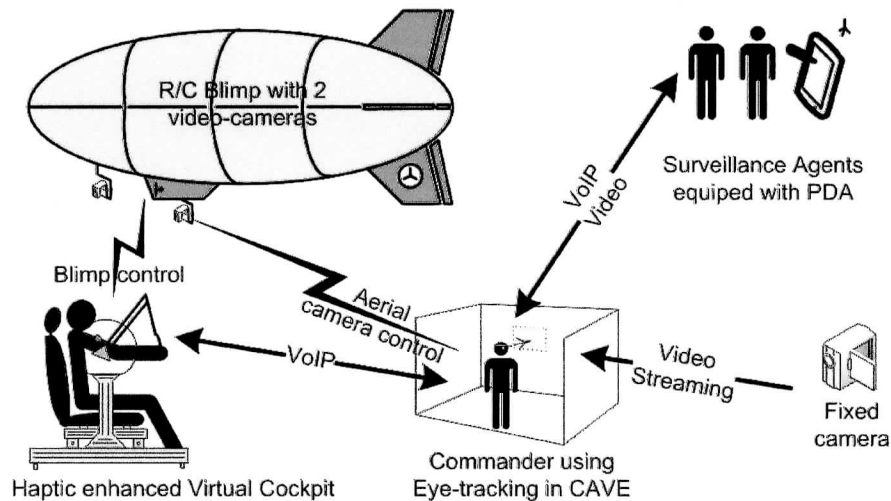 R/C Blimp with 2
video-cameras
Surveillance Agents
equiped with PDA
VoIP
Video
Blimp control
Aerial
camera control
VoIP
Video
Streaming
Fixed
camera
Haptic enhanced Virtual Cockpit
Commander using
Eye-tracking in CAVE